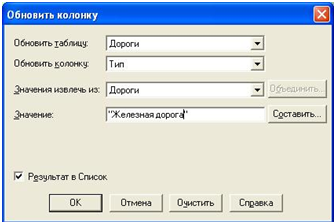 Обновить колонку
Обновить таблицу: Дороги
Обновить колонку: Тип
Значения извлечь из: Дороги Объединить...
Значение: "Железная дорога" Составить...
Результат в Список
OK Отмена Очистить Справка